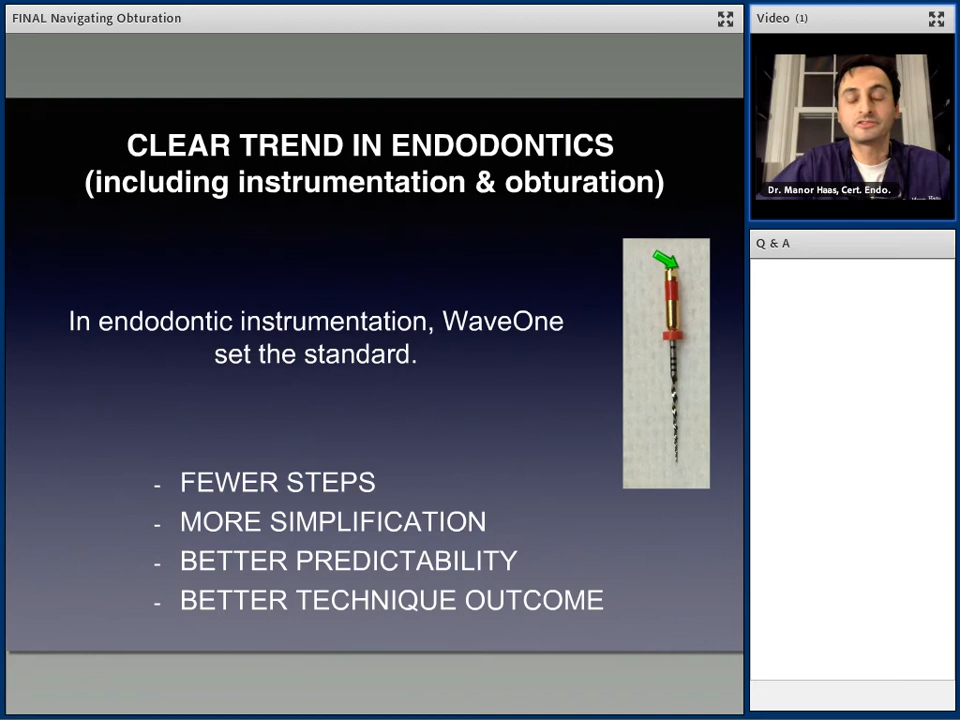 FINAL Navigating Obturation
CLEAR TREND IN ENDODONTICS
(including instrumentation & obturation)
In endodontic instrumentation, WaveOne
set the standard.
- FEWER STEPS
- MORE SIMPLIFICATION
- BETTER PREDICTABILITY
- BETTER TECHNIQUE OUTCOME
Video (1)
Dr. Manor Haas, Cert. Endo.
Q & A